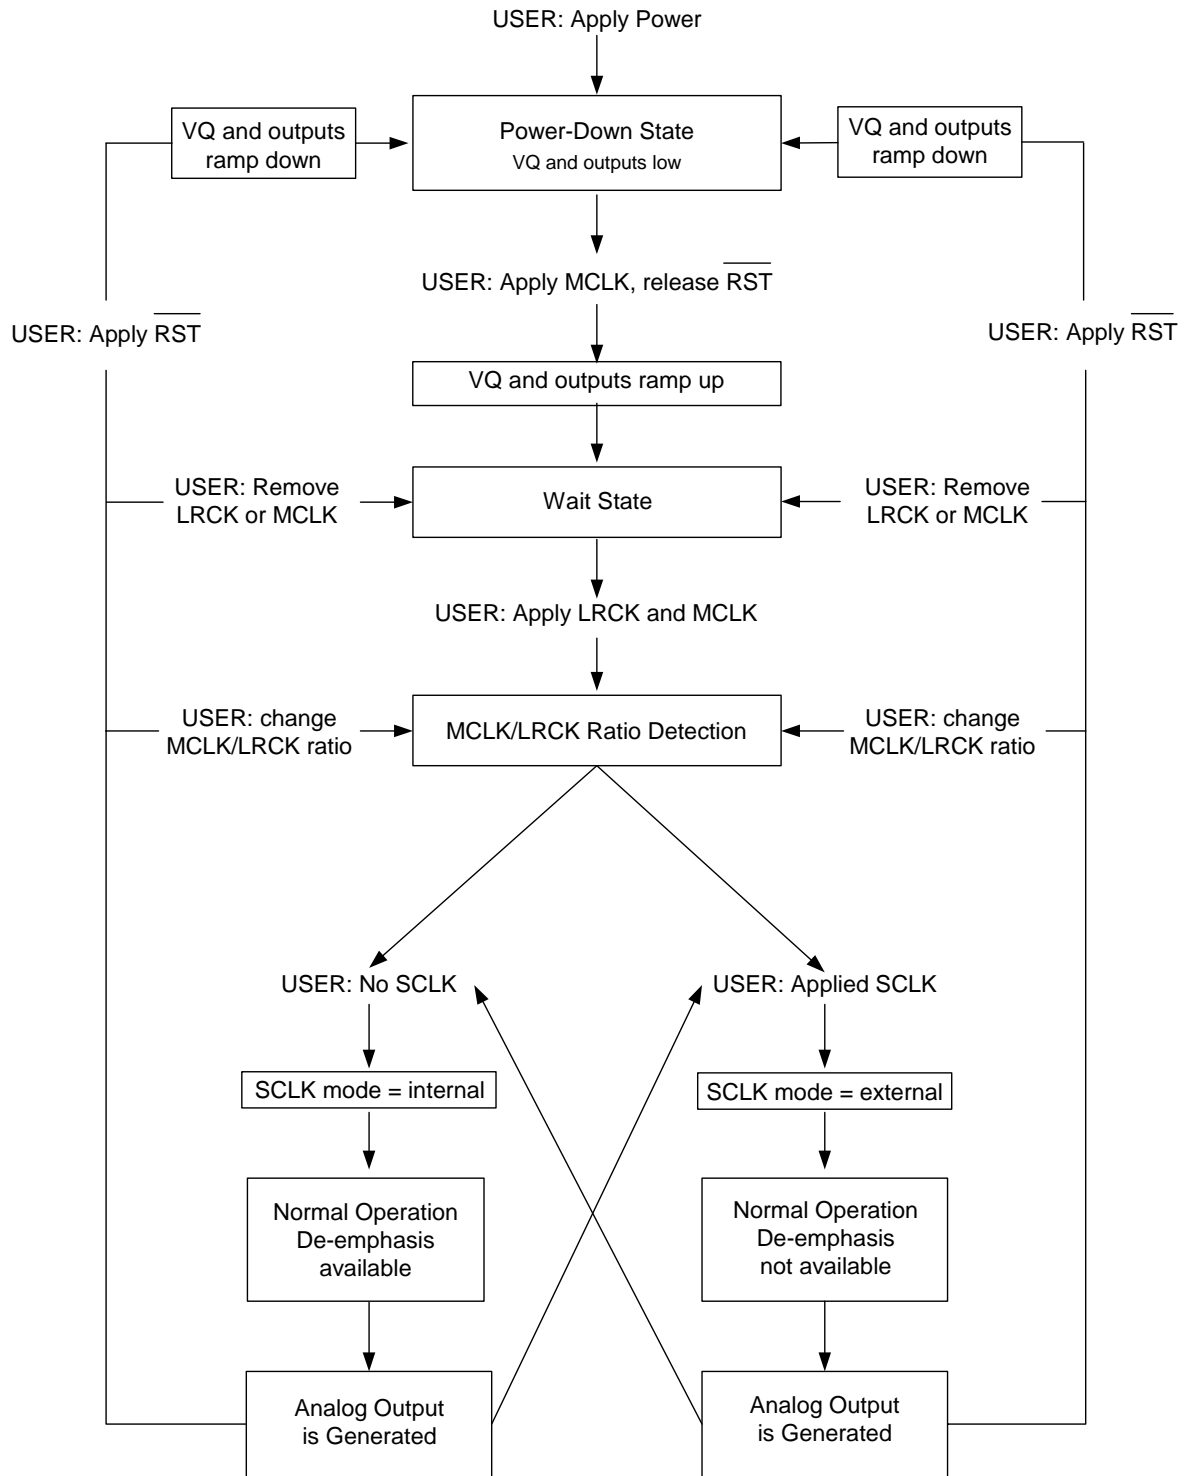 USER: Apply Power
VQ and outputs
ramp down
Power-Down State
VQ and outputs low
VQ and outputs
ramp down
USER: Apply MCLK, release R̅S̅T̅
USER: Apply R̅S̅T̅
USER: Apply R̅S̅T̅
VQ and outputs ramp up
USER: Remove
LRCK or MCLK
Wait State
USER: Remove
LRCK or MCLK
USER: Apply LRCK and MCLK
USER: change
MCLK/LRCK ratio
MCLK/LRCK Ratio Detection
USER: change
MCLK/LRCK ratio
USER: No SCLK
USER: Applied SCLK
SCLK mode = internal
SCLK mode = external
Normal Operation
De-emphasis
available
Normal Operation
De-emphasis
not available
Analog Output
is Generated
Analog Output
is Generated